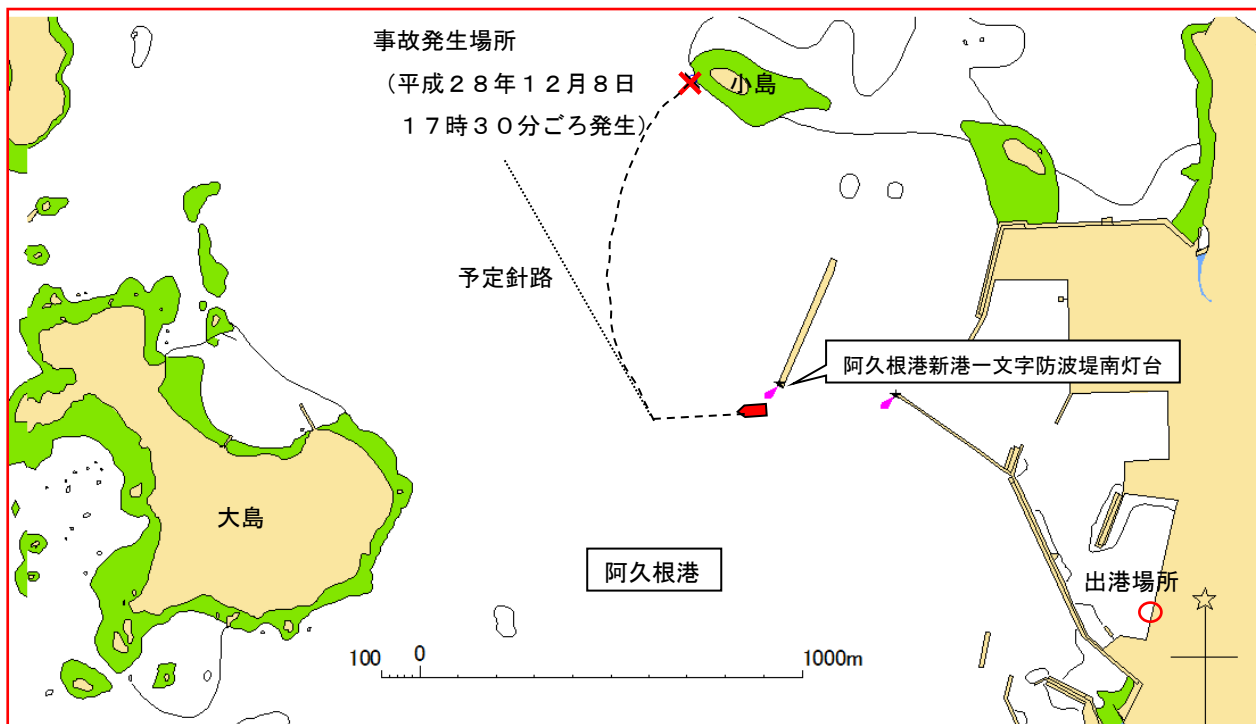 事故発生場所
（平成２８年１２月８日
１７時３０分ごろ発生）
小島
予定針路
阿久根港新港一文字防波堤南灯台
大島
阿久根港
出港場所
100 0 1000m